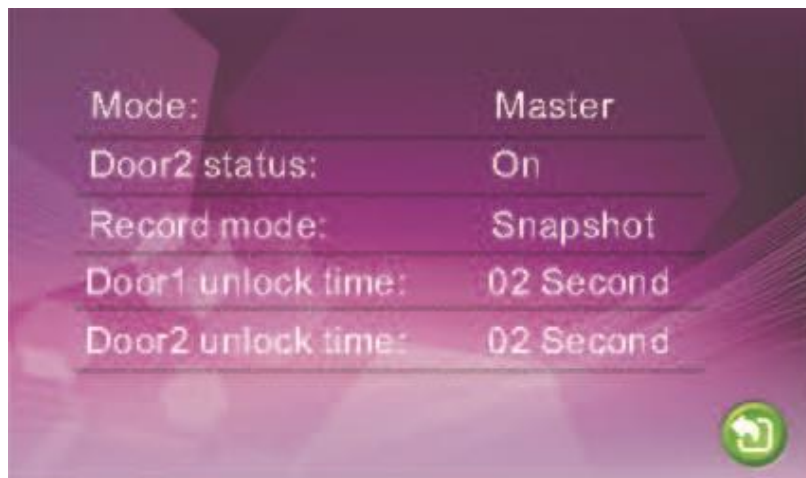 Mode: Master
Door2 status: On
Record mode: Snapshot
Door1 unlock time: 02 Second
Door2 unlock time: 02 Second